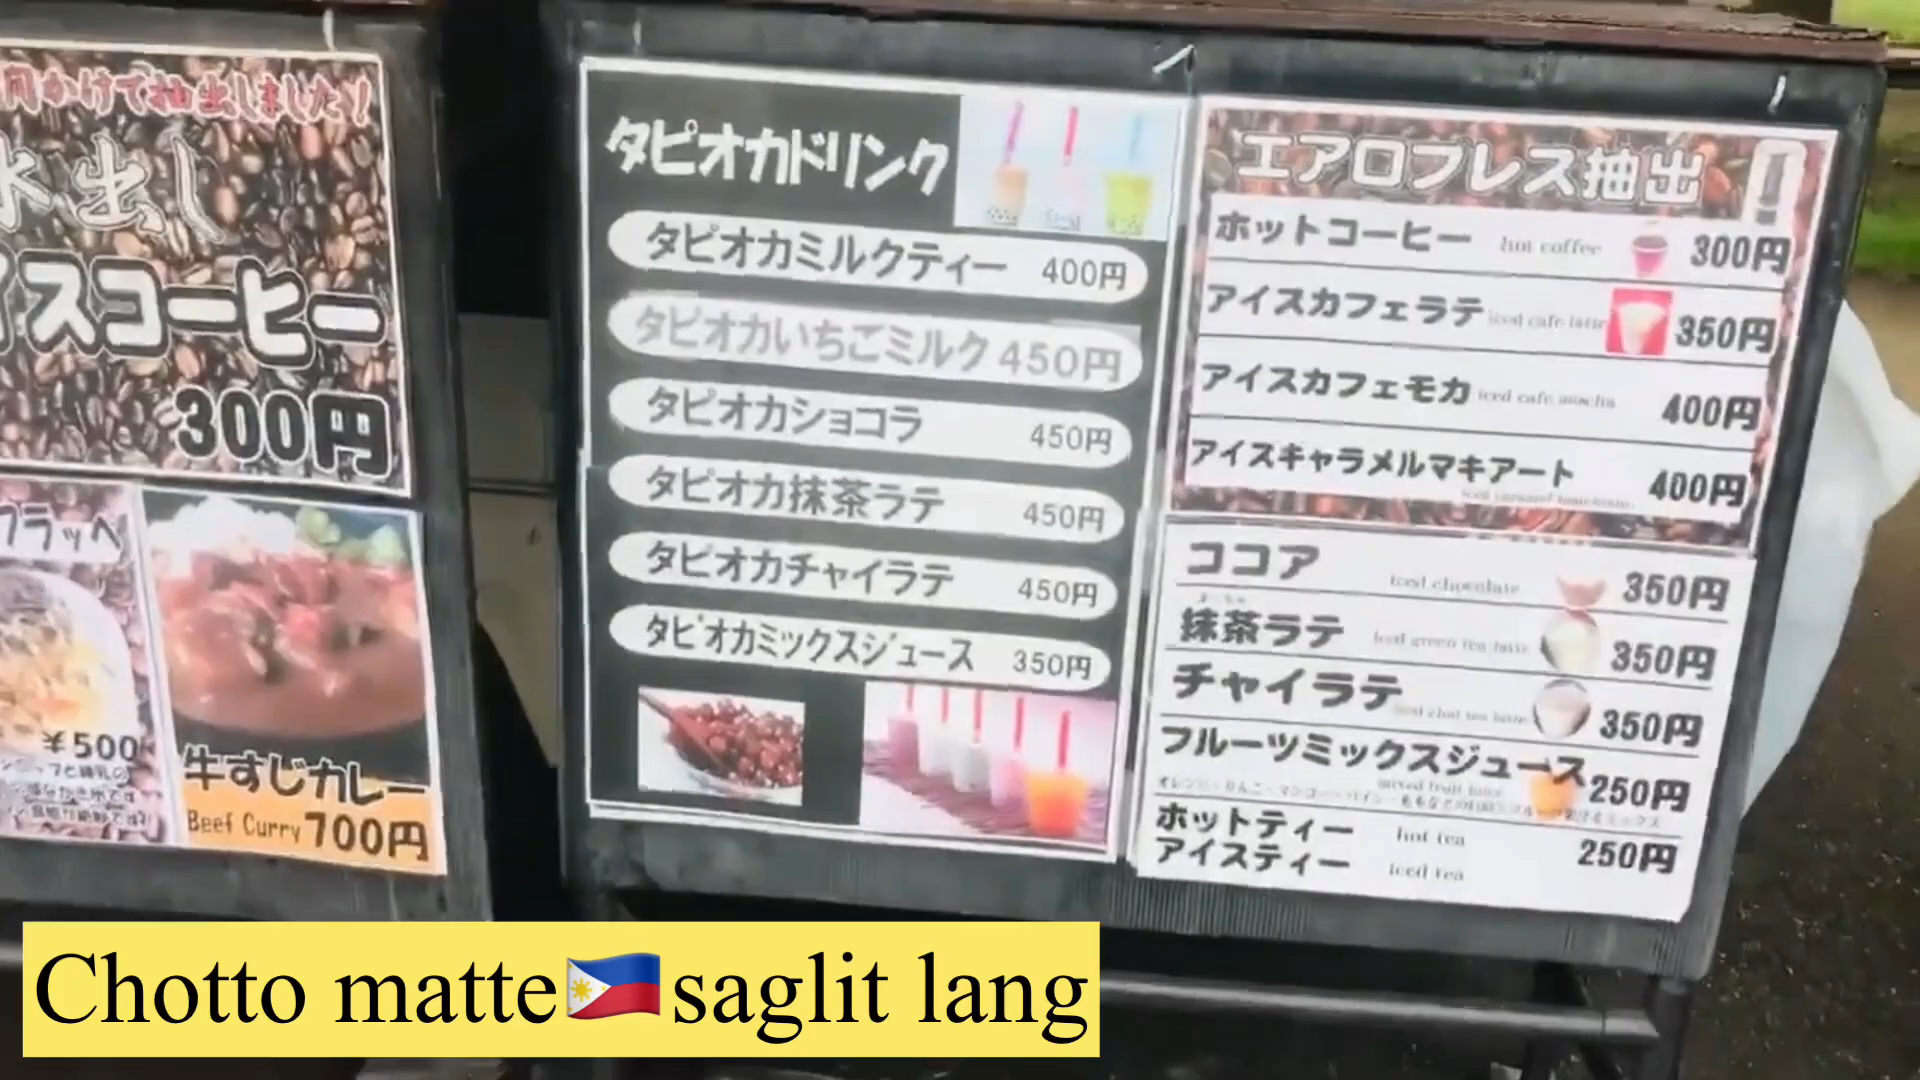 間かけて抽出しました!
水出し
イスコーヒー
300円
フラッペ
¥500
牛すじカレー
Beef Curry 700円
タピオカドリンク
タピオカミルクティー 400円
タピオカいちごミルク 450円
タピオカショコラ 450円
タピオカ抹茶ラテ 450円
タピオカチャイラテ 450円
タピオカミックスジュース 350円
エアロプレス抽出
ホットコーヒー hot coffee 300円
アイスカフェラテ iced cafe latte 350円
アイスカフェモカ iced cafe mocha 400円
アイスキャラメルマキアート 400円
ココア iced chocolate 350円
抹茶ラテ iced green tea latte 350円
チャイラテ iced chai tea latte 350円
フルーツミックスジュース 250円
mixed fruit juice
ホットティー hot tea
アイスティー iced tea 250円
Chotto matte🇵🇭saglit lang